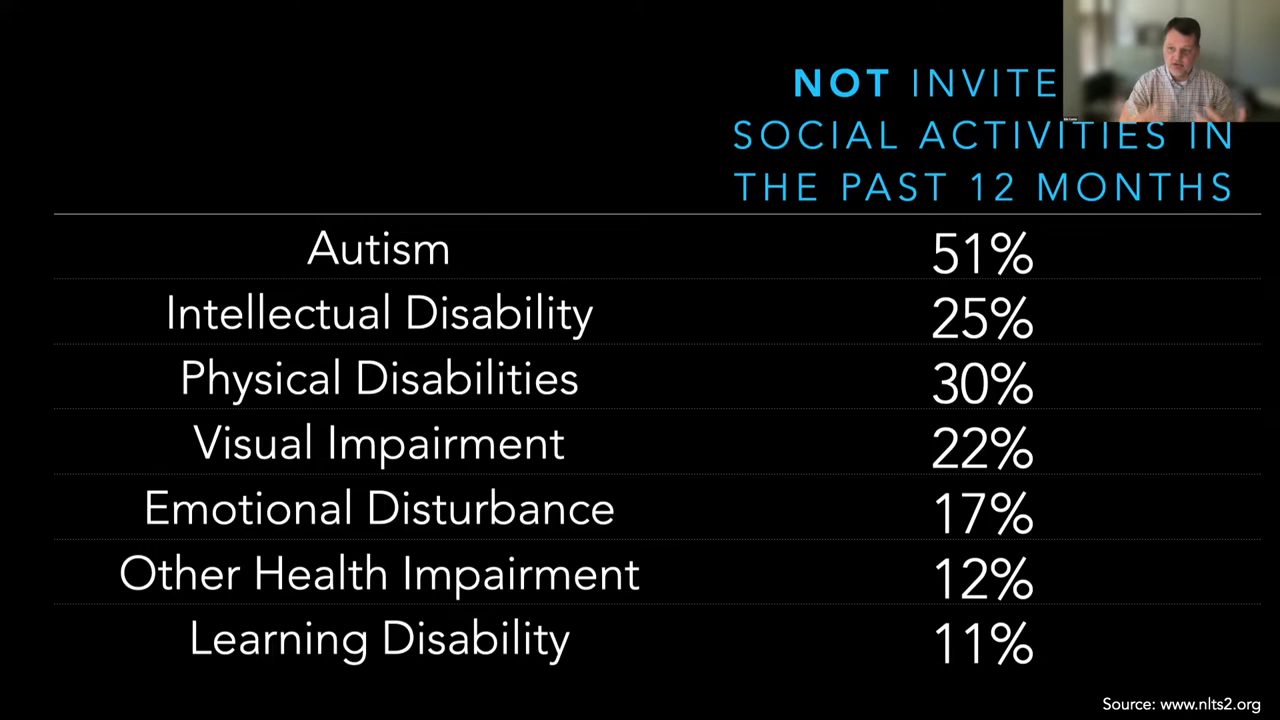 NOT INVITE
SOCIAL ACTIVITIES IN
THE PAST 12 MONTHS
Autism 51%
Intellectual Disability 25%
Physical Disabilities 30%
Visual Impairment 22%
Emotional Disturbance 17%
Other Health Impairment 12%
Learning Disability 11%
Source: www.nlts2.org